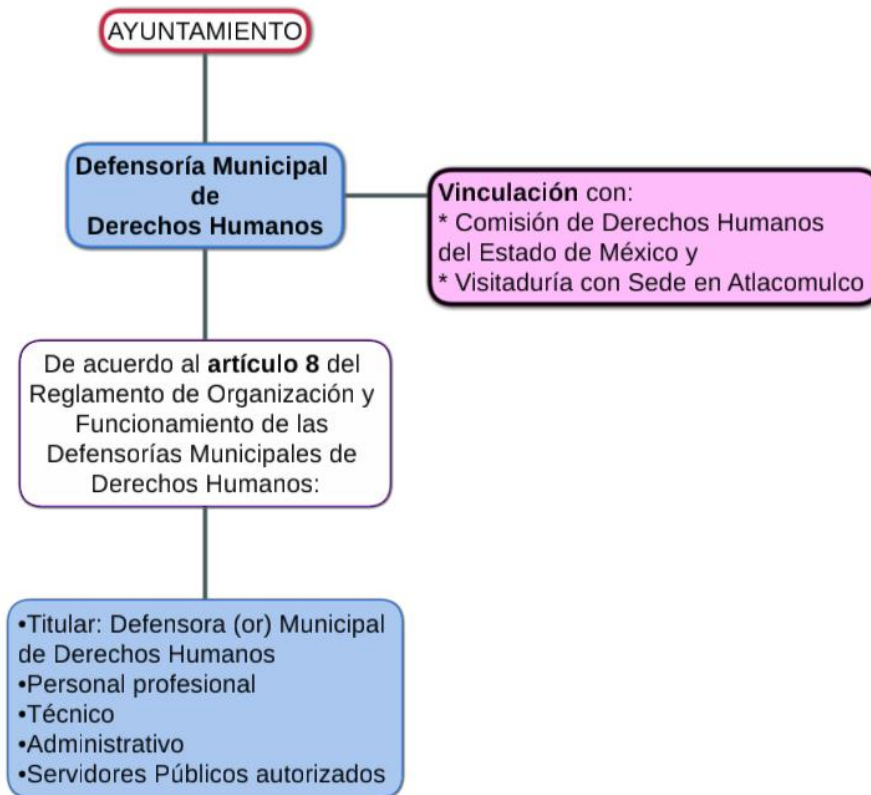 AYUNTAMIENTO
Defensoría Municipal
de
Derechos Humanos
Vinculación con:
* Comisión de Derechos Humanos
del Estado de México y
* Visitaduría con Sede en Atlacomulco
De acuerdo al artículo 8 del
Reglamento de Organización y
Funcionamiento de las
Defensorías Municipales de
Derechos Humanos:
•Titular: Defensora (or) Municipal
de Derechos Humanos
•Personal profesional
•Técnico
•Administrativo
•Servidores Públicos autorizados